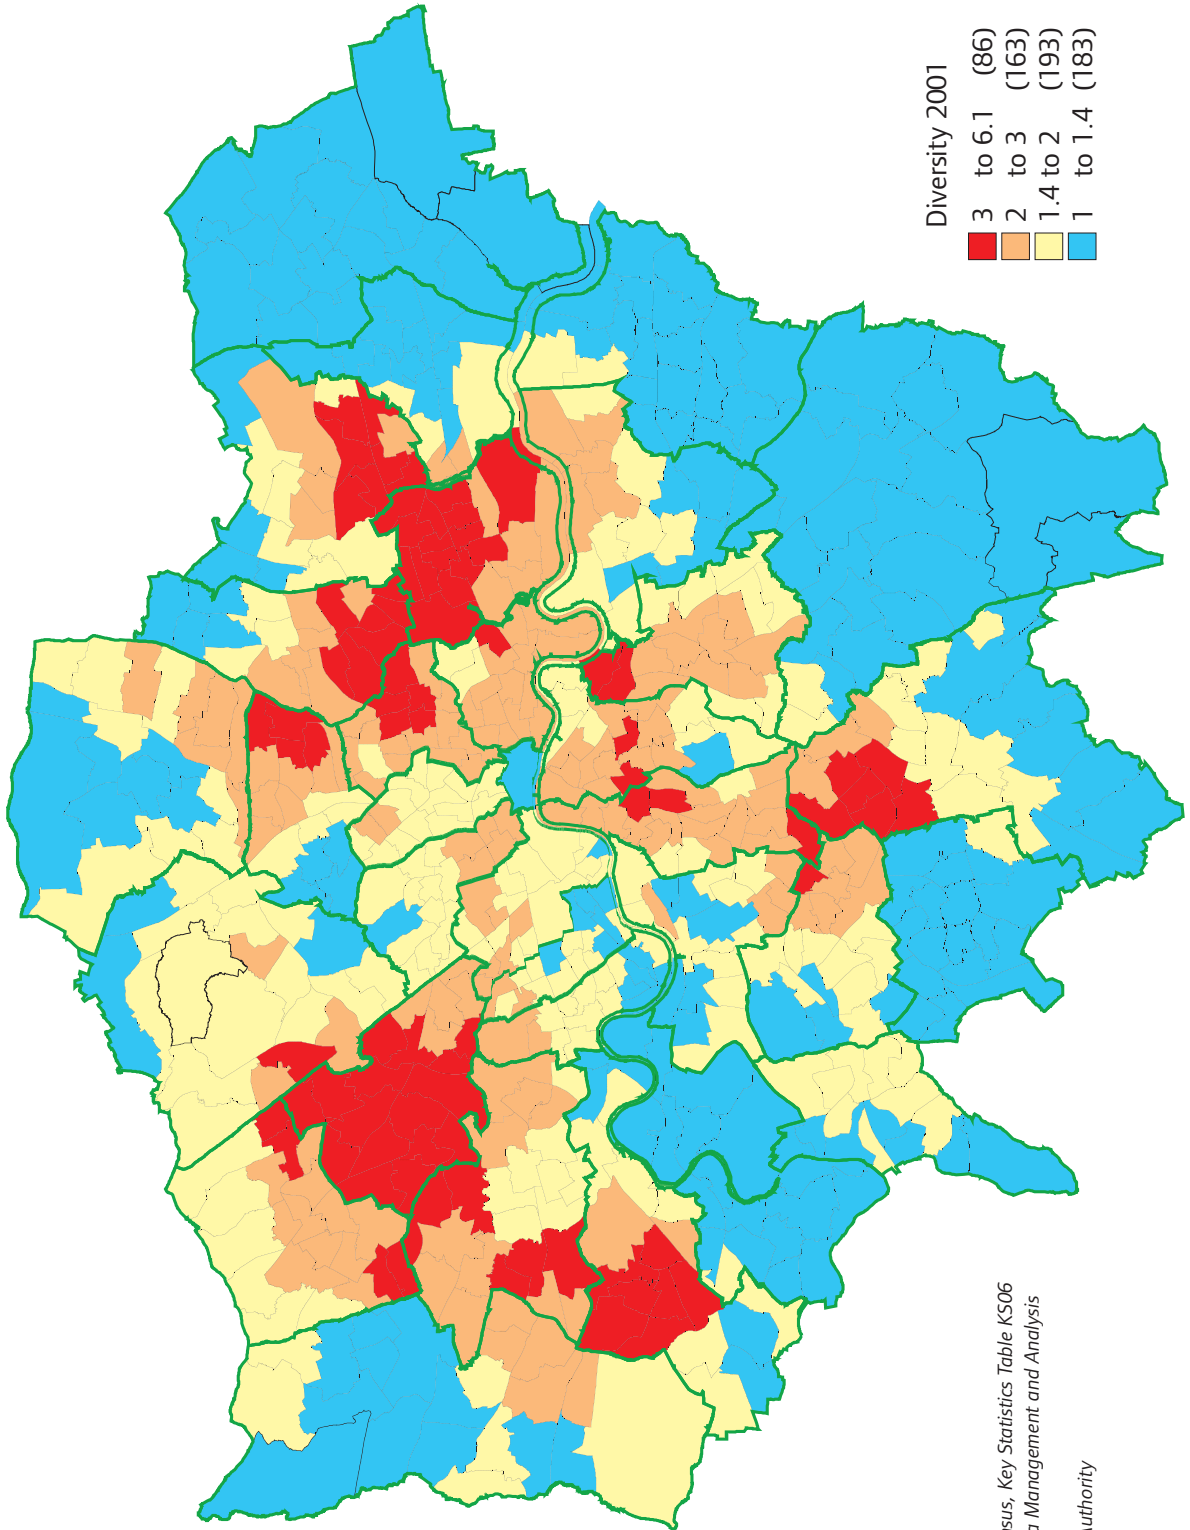 Diversity 2001
3 to 6.1 (86)
2 to 3 (163)
1.4 to 2 (193)
1 to 1.4 (183)
Key Statistics Table KS06
Management and Analysis